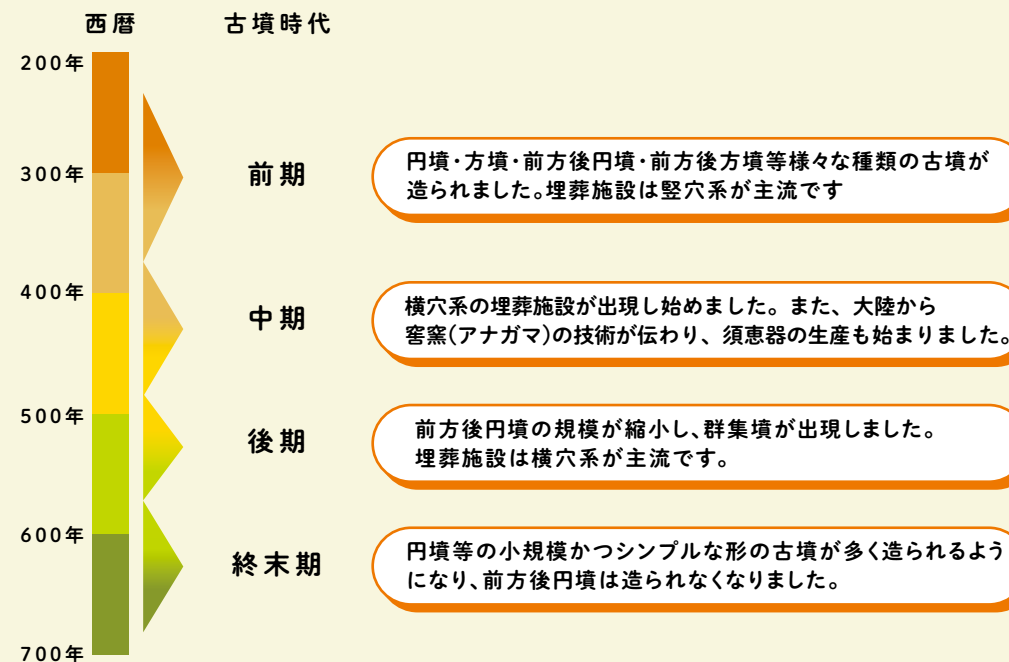 西暦
古墳時代
200年
300年
前期
円墳・方墳・前方後円墳・前方後方墳等様々な種類の古墳が
造られました。埋葬施設は竪穴系が主流です
400年
中期
横穴系の埋葬施設が出現し始めました。また、大陸から
窖窯(アナガマ)の技術が伝わり、須恵器の生産も始まりました。
500年
後期
前方後円墳の規模が縮小し、群集墳が出現しました。
埋葬施設は横穴系が主流です。
600年
終末期
円墳等の小規模かつシンプルな形の古墳が多く造られるよう
になり、前方後円墳は造られなくなりました。
700年